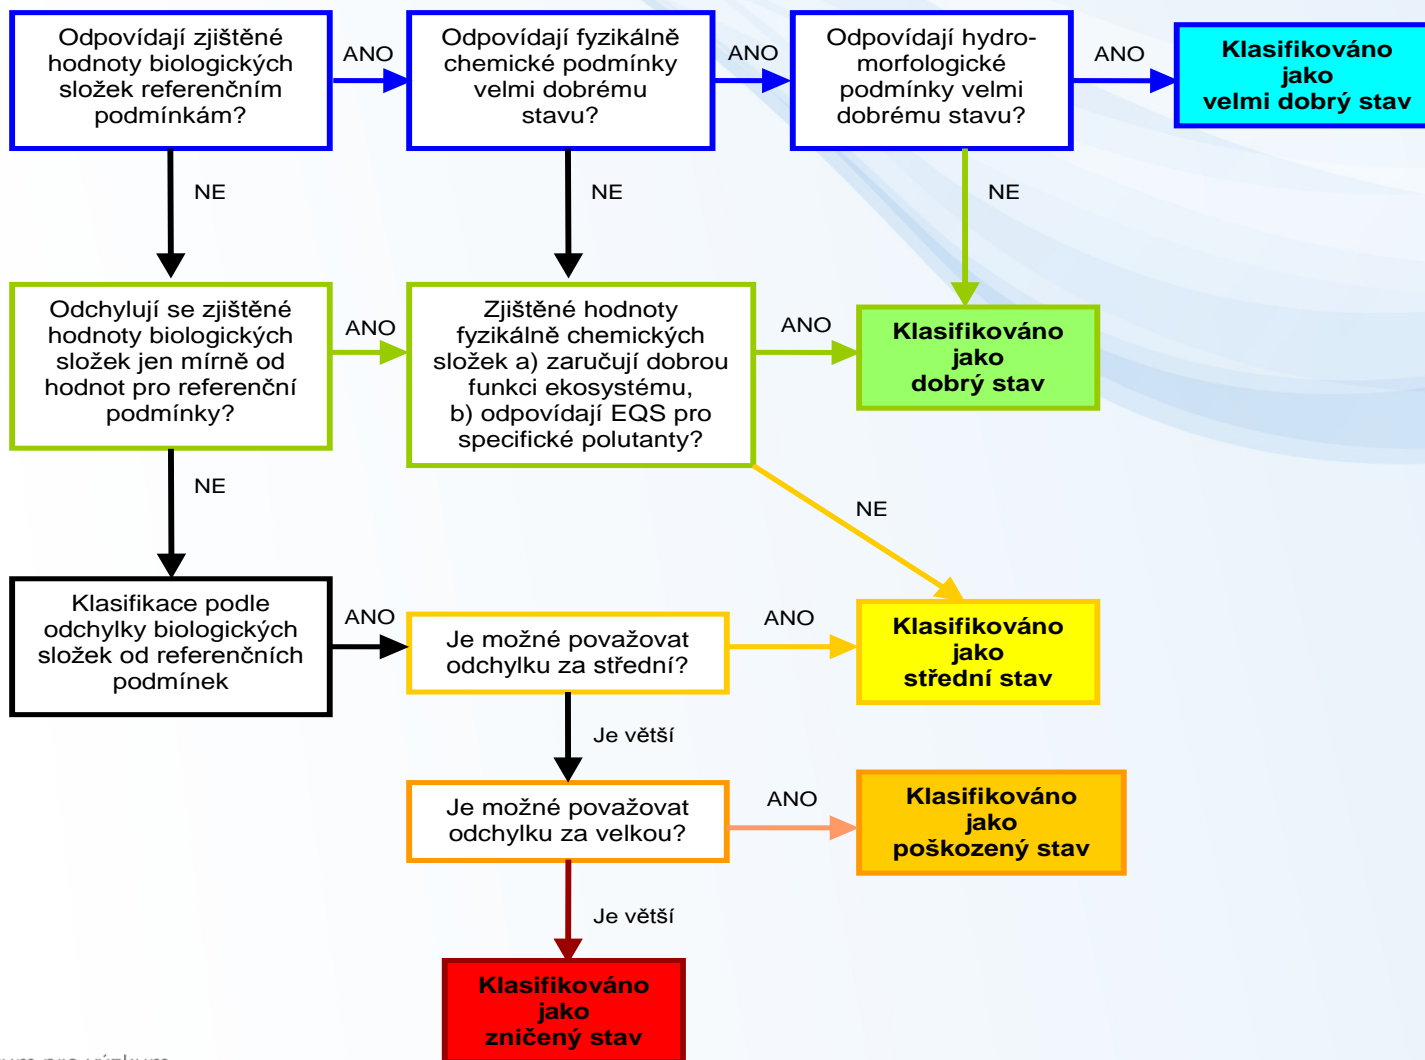 Odpovídají zjištěné
hodnoty biologických
složek referenčním
podmínkám?
ANO
Odpovídají fyzikálně
chemické podmínky
velmi dobrému
stavu?
ANO
Odpovídají hydro-
morfologické
podmínky velmi
dobrému stavu?
ANO
Klasifikováno
jako
velmi dobrý stav
NE
NE
NE
Odchylují se zjištěné
hodnoty biologických
složek jen mírně od
hodnot pro referenční
podmínky?
ANO
Zjištěné hodnoty
fyzikálně chemických
složek a) zaručují dobrou
funkci ekosystému,
b) odpovídají EQS pro
specifické polutanty?
ANO
Klasifikováno
jako
dobrý stav
NE
NE
Klasifikace podle
odchylky biologických
složek od referenčních
podmínek
ANO
Je možné považovat
odchylku za střední?
ANO
Klasifikováno
jako
střední stav
Je větší
Je možné považovat
odchylku za velkou?
ANO
Klasifikováno
jako
poškozený stav
Je větší
Klasifikováno
jako
zničený stav
pro výzkum